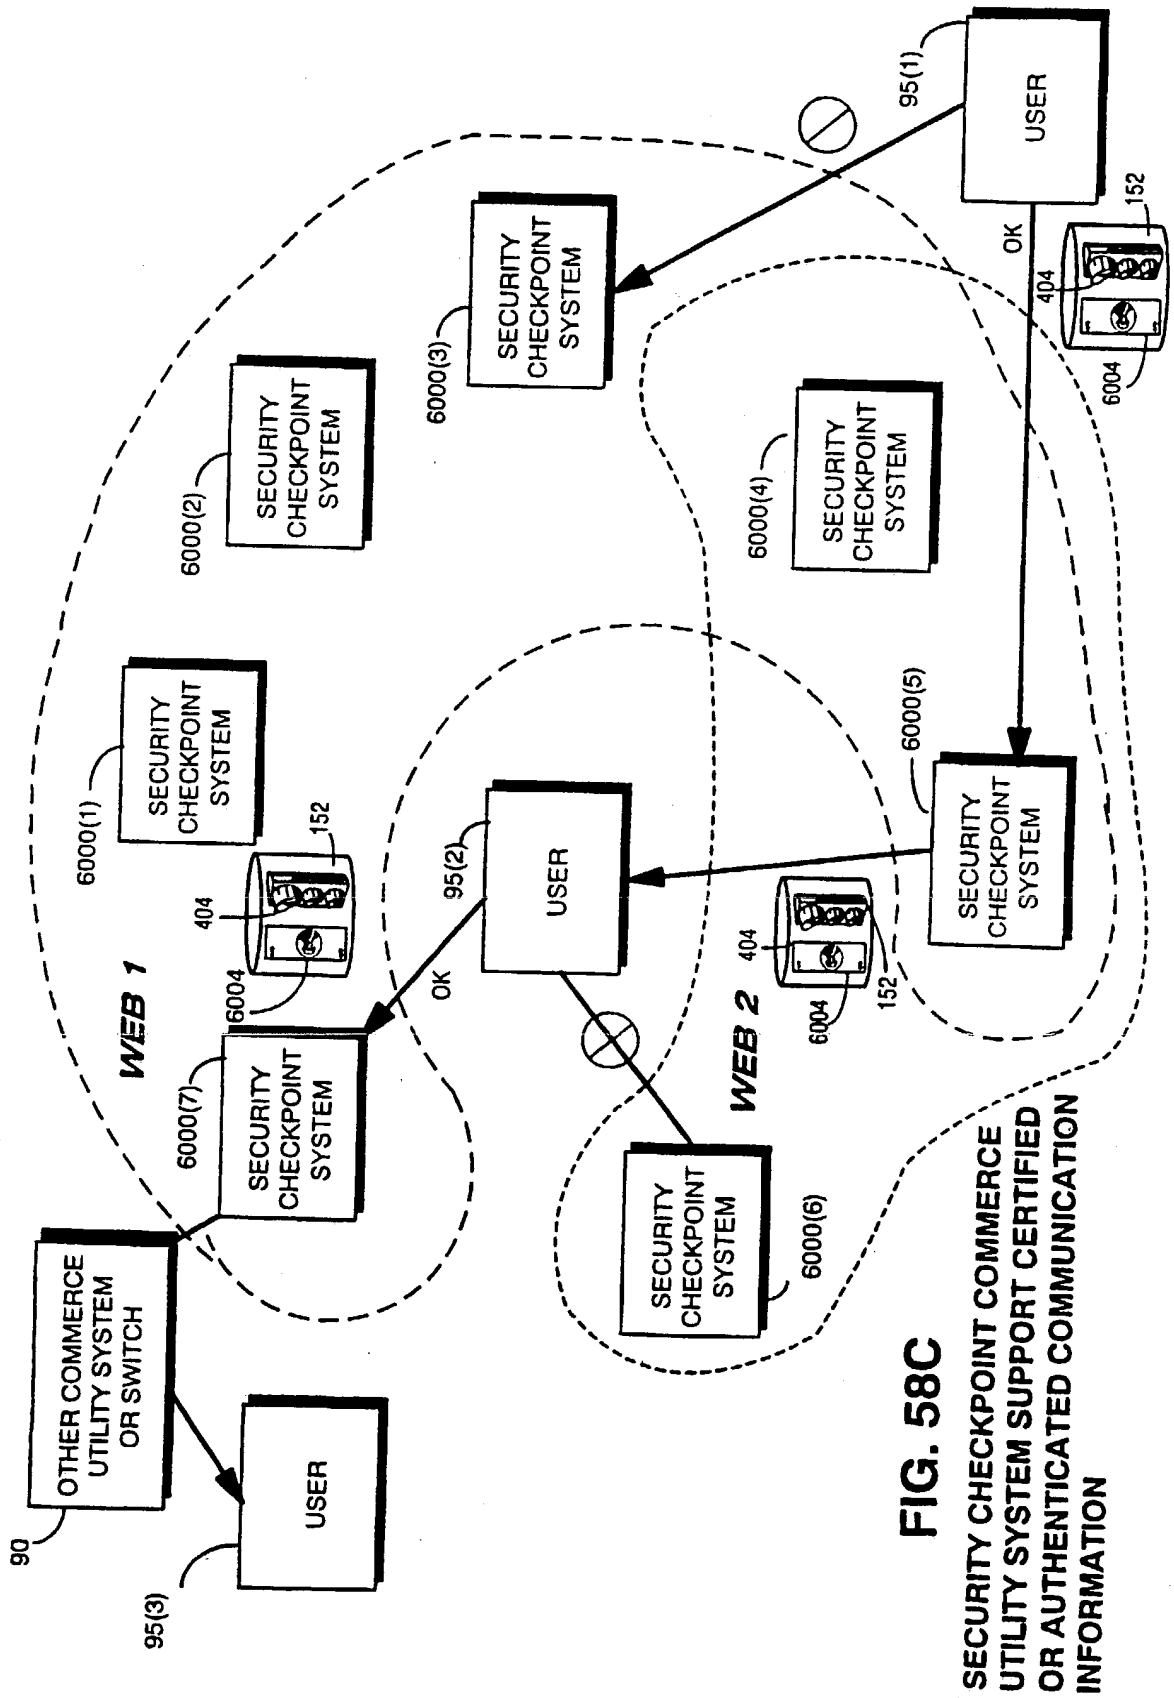 90
OTHER COMMERCE
UTILITY SYSTEM
OR SWITCH
95(3)
USER
6000(7)
SECURITY
CHECKPOINT
SYSTEM
WEB 1
6004
404
152
6000(1)
SECURITY
CHECKPOINT
SYSTEM
6000(2)
SECURITY
CHECKPOINT
SYSTEM
6000(3)
SECURITY
CHECKPOINT
SYSTEM
OK
95(2)
USER
6000(6)
SECURITY
CHECKPOINT
SYSTEM
WEB 2
6004
404
152
6000(4)
SECURITY
CHECKPOINT
SYSTEM
6000(5)
SECURITY
CHECKPOINT
SYSTEM
95(1)
USER
OK
6004
404
152
FIG. 58C
SECURITY CHECKPOINT COMMERCE
UTILITY SYSTEM SUPPORT CERTIFIED
OR AUTHENTICATED COMMUNICATION
INFORMATION